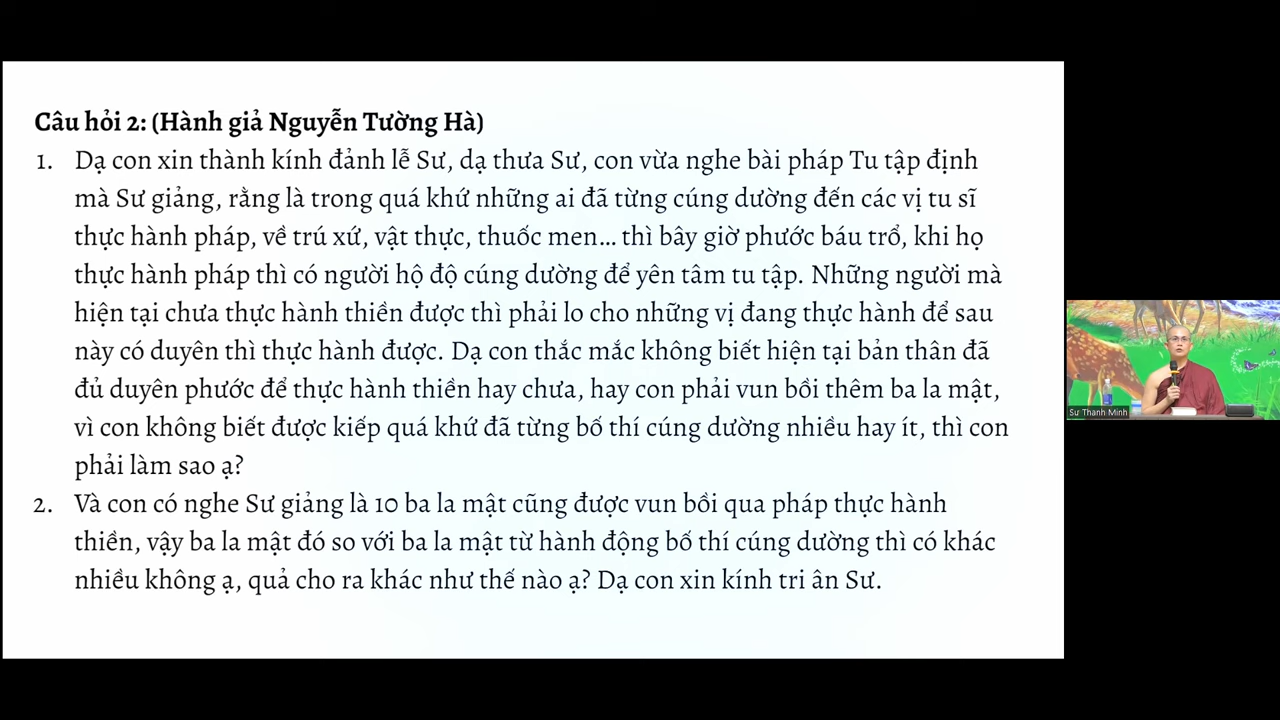 Câu hỏi 2: (Hành giả Nguyễn Tường Hà)
1. Dạ con xin thành kính đảnh lễ Sư, dạ thưa Sư, con vừa nghe bài pháp Tu tập định
mà Sư giảng, rằng là trong quá khứ những ai đã từng cúng dường đến các vị tu sĩ
thực hành pháp, về trú xứ, vật thực, thuốc men... thì bây giờ phước báu trổ, khi họ
thực hành pháp thì có người hộ độ cúng dường để yên tâm tu tập. Những người mà
hiện tại chưa thực hành thiền được thì phải lo cho những vị đang thực hành để sau
này có duyên thì thực hành được. Dạ con thắc mắc không biết hiện tại bản thân đã
đủ duyên phước để thực hành thiền hay chưa, hay con phải vun bồi thêm ba la mật,
vì con không biết được kiếp quá khứ đã từng bố thí cúng dường nhiều hay ít, thì con
phải làm sao ạ?
2. Và con có nghe Sư giảng là 10 ba la mật cũng được vun bồi qua pháp thực hành
thiền, vậy ba la mật đó so với ba la mật từ hành động bố thí cúng dường thì có khác
nhiều không ạ, quả cho ra khác như thế nào ạ? Dạ con xin kính tri ân Sư.
Sư Thanh Minh